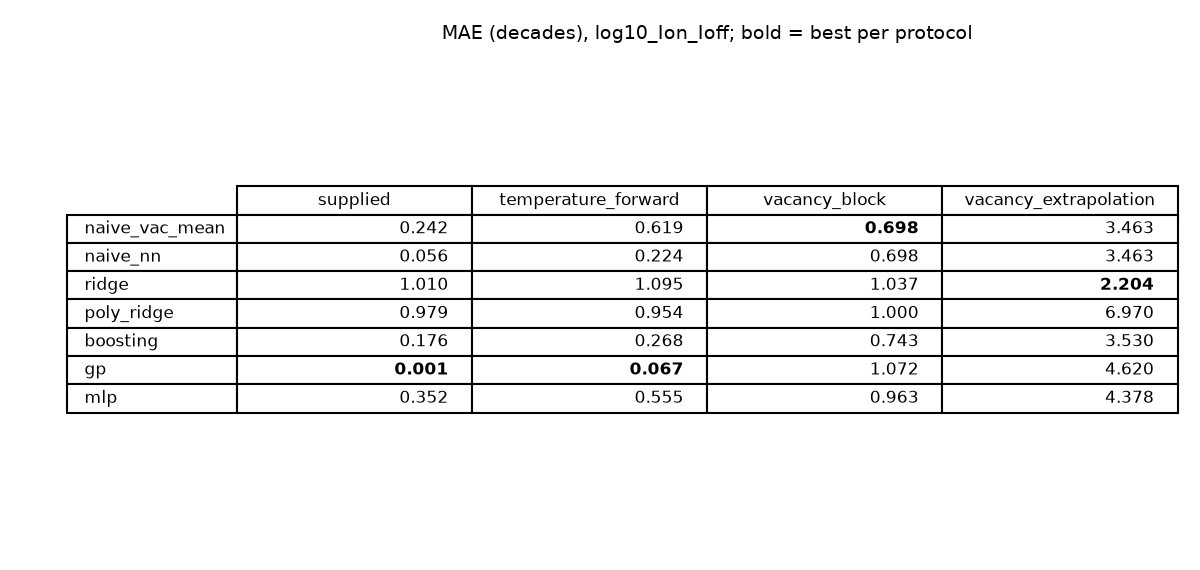 MAE (decades), log10_Ion_Ioff; bold = best per protocol
supplied temperature_forward vacancy_block vacancy_extrapolation
naive_vac_mean 0.242 0.619 0.698 3.463
naive_nn 0.056 0.224 0.698 3.463
ridge 1.010 1.095 1.037 2.204
poly_ridge 0.979 0.954 1.000 6.970
boosting 0.176 0.268 0.743 3.530
gp 0.001 0.067 1.072 4.620
mlp 0.352 0.555 0.963 4.378